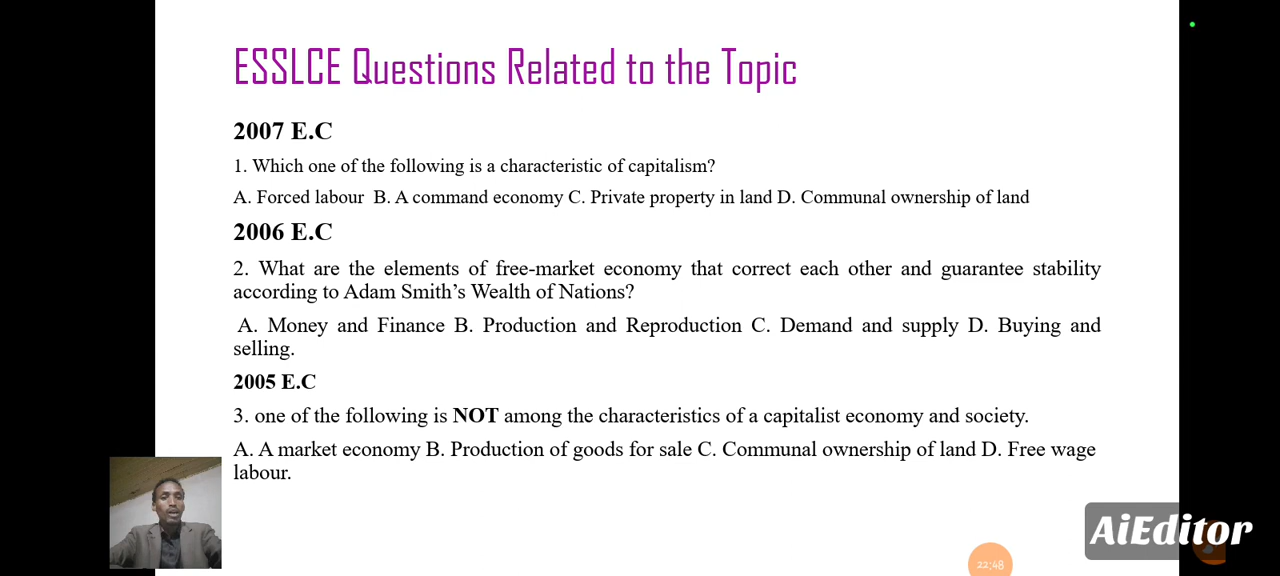 ESSLCE Questions Related to the Topic
2007 E.C
1. Which one of the following is a characteristic of capitalism?
A. Forced labour B. A command economy C. Private property in land D. Communal ownership of land
2006 E.C
2. What are the elements of free-market economy that correct each other and guarantee stability
according to Adam Smith's Wealth of Nations?
A. Money and Finance B. Production and Reproduction C. Demand and supply D. Buying and
selling.
2005 E.C
3. one of the following is NOT among the characteristics of a capitalist economy and society.
A. A market economy B. Production of goods for sale C. Communal ownership of land D. Free wage
labour.
AiEditor
22:48